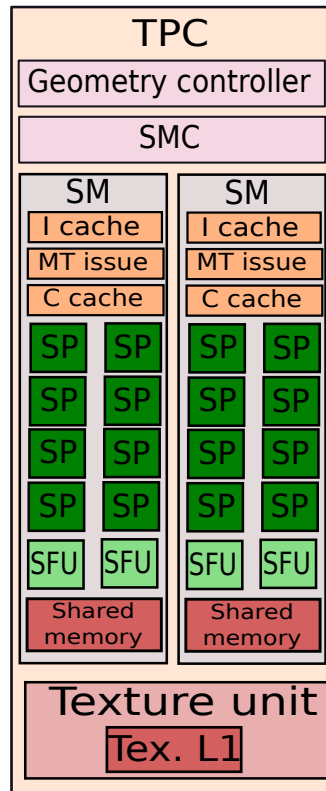 TPC
Geometry controller
SMC
SM
I cache
MT issue
C cache
SP SP
SP SP
SP SP
SP SP
SFU SFU
Shared
memory
SM
I cache
MT issue
C cache
SP SP
SP SP
SP SP
SP SP
SFU SFU
Shared
memory
Texture unit
Tex. L1